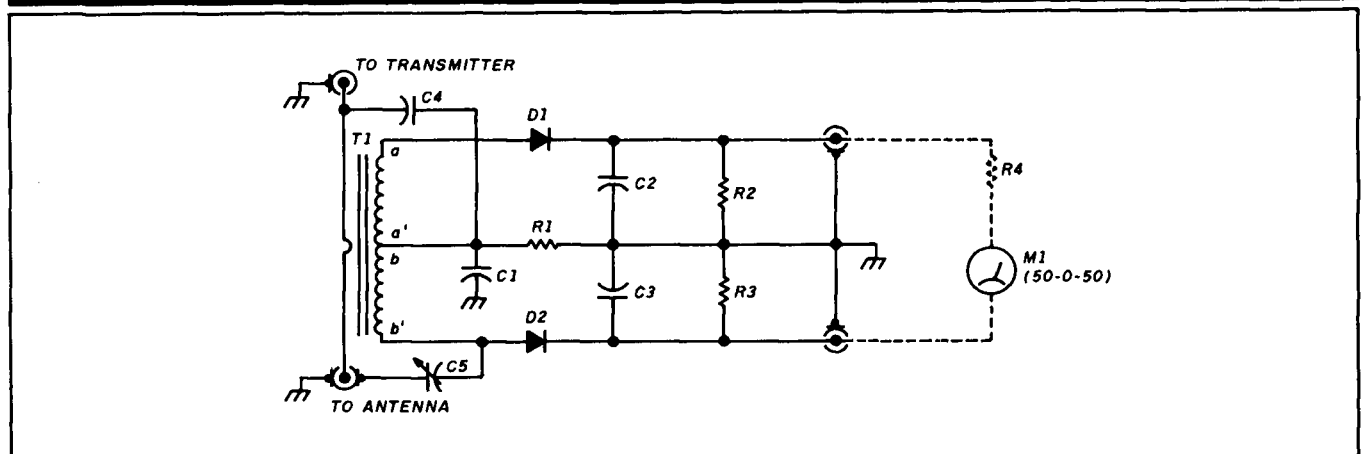 TO TRANSMITTER
C4
D1
T1
a
C2
R2
R4
a'
R1
b
C1
M1
(50-0-50)
C3
R3
b'
D2
C5
TO ANTENNA